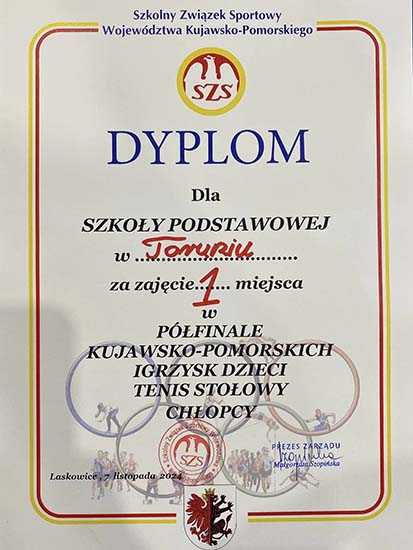 Szkolny Związek Sportowy
Województwa Kujawsko-Pomorskiego
SZS
DYPLOM
Dla
SZKOŁY PODSTAWOWEJ
w Toruniu
za zajęcie...1... miejsca
w
PÓŁFINALE
KUJAWSKO-POMORSKICH
IGRZYSK DZIECI
TENIS STOŁOWY
CHŁOPCY
SZS
PREZES ZARZĄDU
Małgorzata Szopińska
Laskowice, 7 listopada 2024